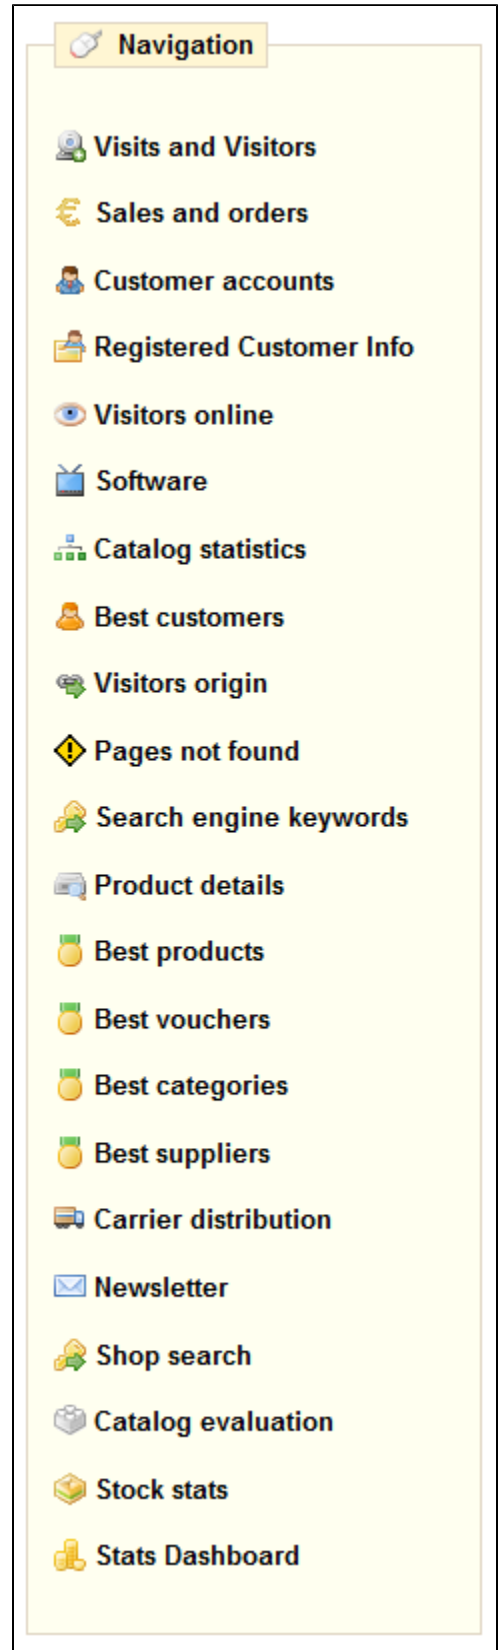 Navigation
Visits and Visitors
Sales and orders
Customer accounts
Registered Customer Info
Visitors online
Software
Catalog statistics
Best customers
Visitors origin
Pages not found
Search engine keywords
Product details
Best products
Best vouchers
Best categories
Best suppliers
Carrier distribution
Newsletter
Shop search
Catalog evaluation
Stock stats
Stats Dashboard